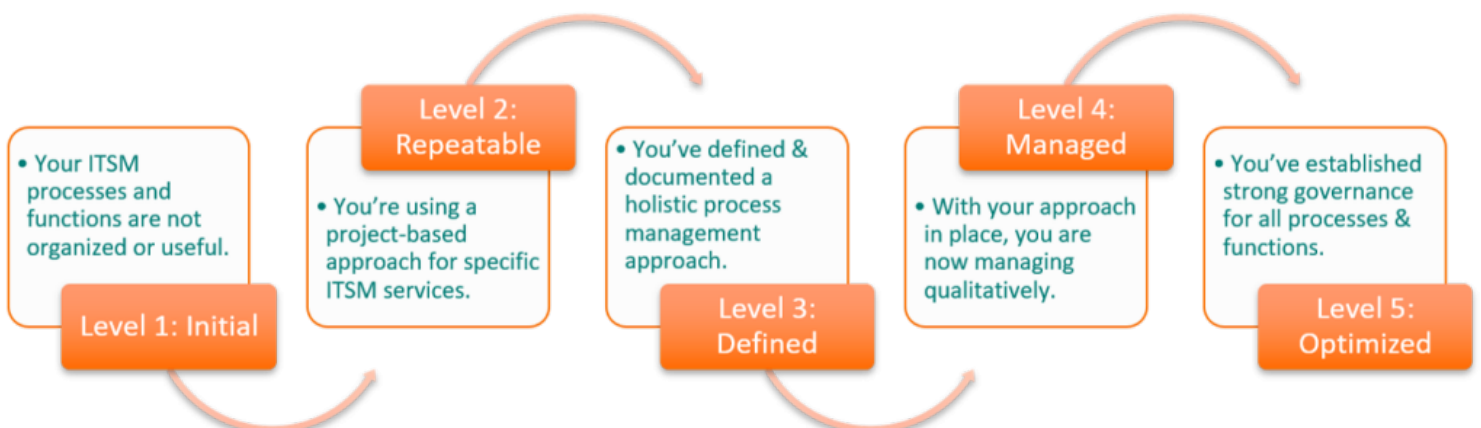 • Your ITSM
processes and
functions are not
organized or useful.
Level 1: Initial
Level 2:
Repeatable
• You're using a
project-based
approach for specific
ITSM services.
• You've defined &
documented a
holistic process
management
approach.
Level 3:
Defined
Level 4:
Managed
• With your approach
in place, you are
now managing
qualitatively.
• You've established
strong governance
for all processes &
functions.
Level 5:
Optimized